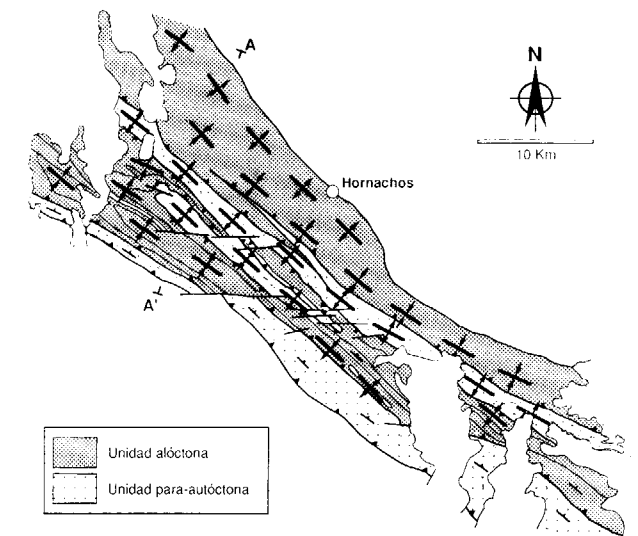 A
N
10 Km
Hornachos
A'
Unidad alóctona
Unidad para-autóctona